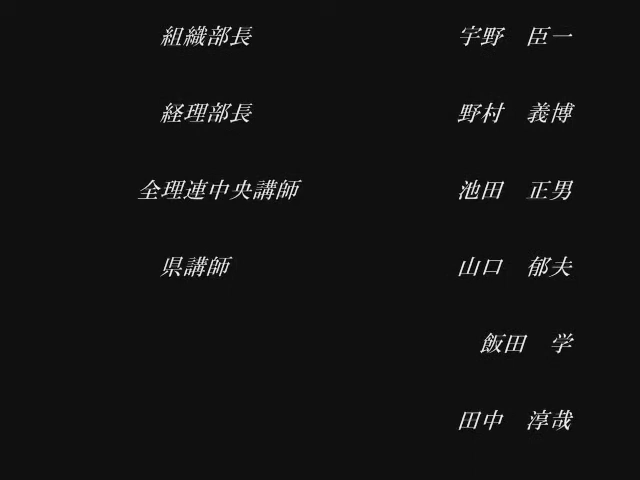 組織部長　宇野　臣一
経理部長　野村　義博
全理連中央講師　池田　正男
県講師　山口　郁夫
飯田　学
田中　淳哉